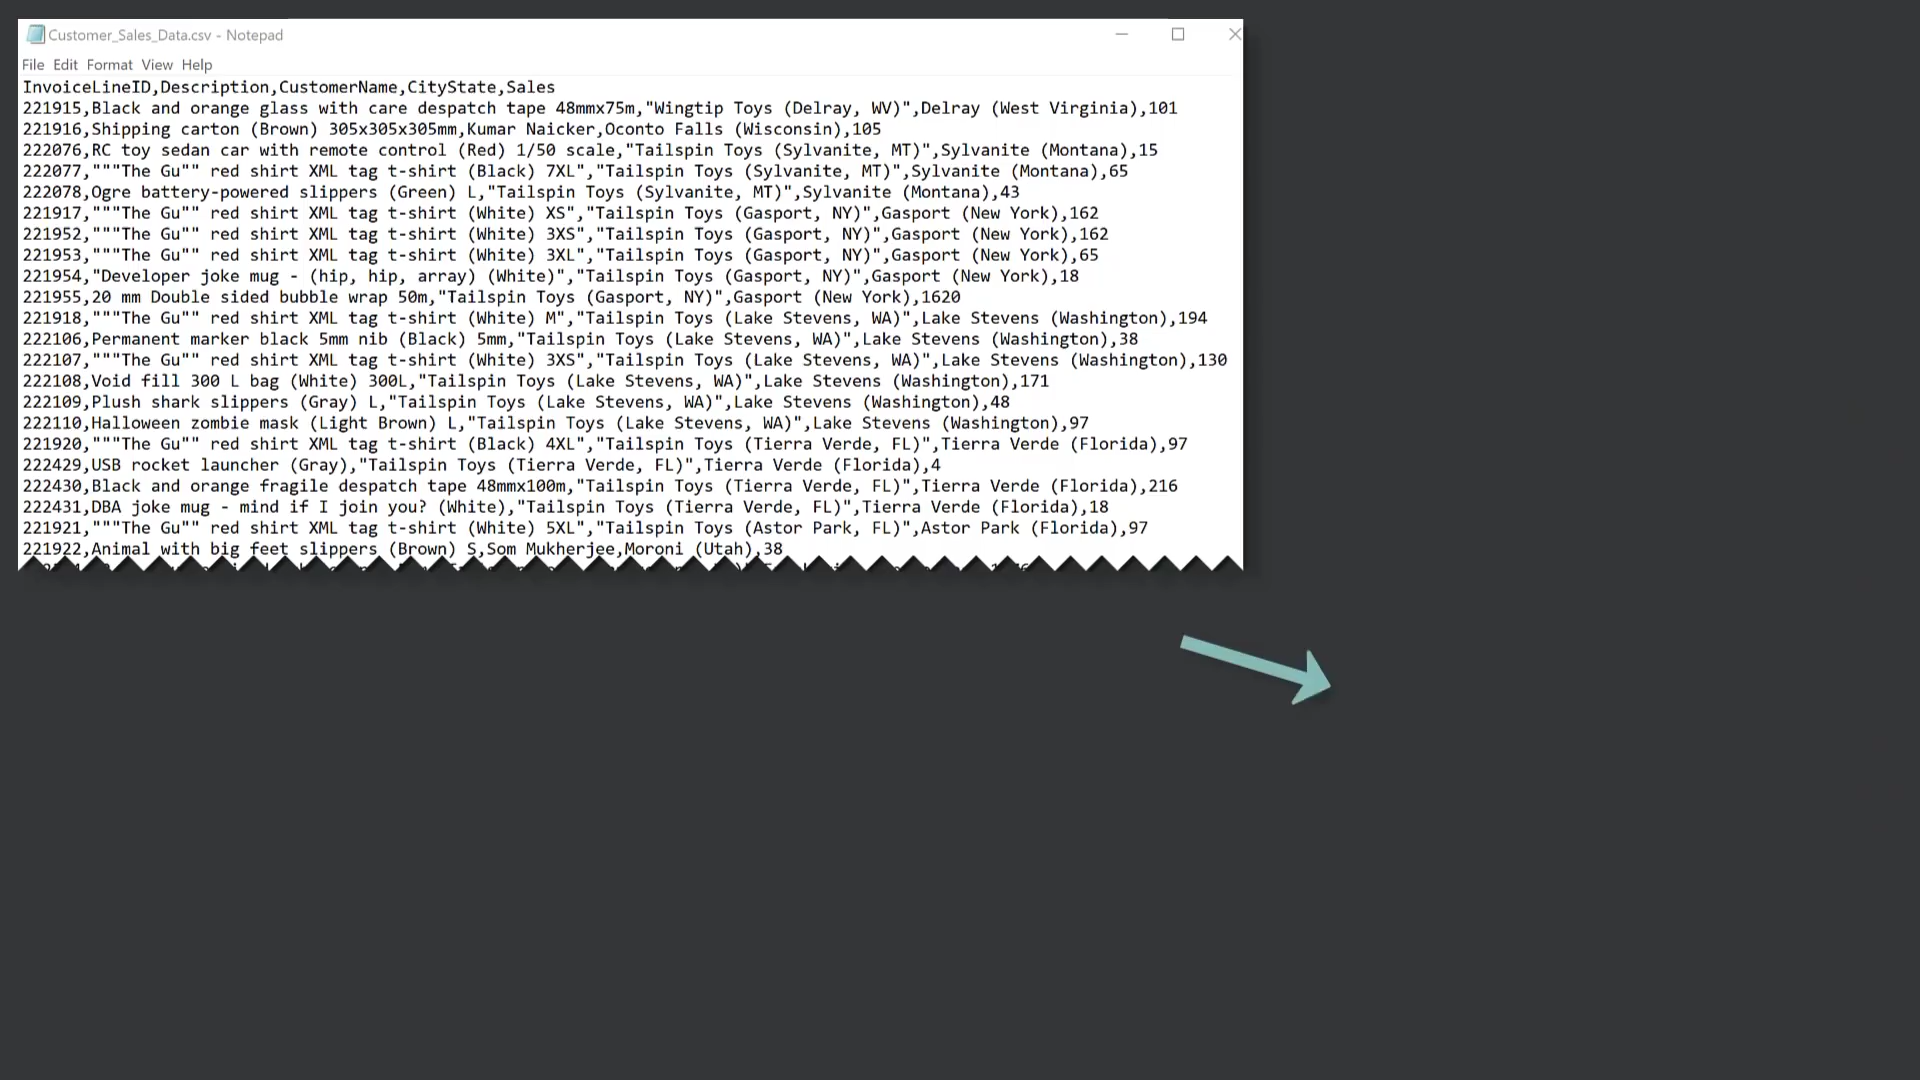 Customer_Sales_Data.csv - Notepad
File Edit Format View Help
InvoiceLineID,Description,CustomerName,CityState,Sales
221915,Black and orange glass with care despatch tape 48mmx75m,"Wingtip Toys (Delray, WV)",Delray (West Virginia),101
221916,Shipping carton (Brown) 305x305x305mm,Kumar Naicker,Oconto Falls (Wisconsin),105
222076,RC toy sedan car with remote control (Red) 1/50 scale,"Tailspin Toys (Sylvanite, MT)",Sylvanite (Montana),15
222077,"""The Gu"" red shirt XML tag t-shirt (Black) 7XL","Tailspin Toys (Sylvanite, MT)",Sylvanite (Montana),65
222078,Ogre battery-powered slippers (Green) L,"Tailspin Toys (Sylvanite, MT)",Sylvanite (Montana),43
221917,"""The Gu"" red shirt XML tag t-shirt (White) XS","Tailspin Toys (Gasport, NY)",Gasport (New York),162
221952,"""The Gu"" red shirt XML tag t-shirt (White) 3XS","Tailspin Toys (Gasport, NY)",Gasport (New York),162
221953,"""The Gu"" red shirt XML tag t-shirt (White) 3XL","Tailspin Toys (Gasport, NY)",Gasport (New York),65
221954,"Developer joke mug - (hip, hip, array) (White)","Tailspin Toys (Gasport, NY)",Gasport (New York),18
221955,20 mm Double sided bubble wrap 50m,"Tailspin Toys (Gasport, NY)",Gasport (New York),1620
221918,"""The Gu"" red shirt XML tag t-shirt (White) M","Tailspin Toys (Lake Stevens, WA)",Lake Stevens (Washington),194
222106,Permanent marker black 5mm nib (Black) 5mm,"Tailspin Toys (Lake Stevens, WA)",Lake Stevens (Washington),38
222107,"""The Gu"" red shirt XML tag t-shirt (White) 3XS","Tailspin Toys (Lake Stevens, WA)",Lake Stevens (Washington),130
222108,Void fill 300 L bag (White) 300L,"Tailspin Toys (Lake Stevens, WA)",Lake Stevens (Washington),171
222109,Plush shark slippers (Gray) L,"Tailspin Toys (Lake Stevens, WA)",Lake Stevens (Washington),48
222110,Halloween zombie mask (Light Brown) L,"Tailspin Toys (Lake Stevens, WA)",Lake Stevens (Washington),97
221920,"""The Gu"" red shirt XML tag t-shirt (Black) 4XL","Tailspin Toys (Tierra Verde, FL)",Tierra Verde (Florida),97
222429,USB rocket launcher (Gray),"Tailspin Toys (Tierra Verde, FL)",Tierra Verde (Florida),4
222430,Black and orange fragile despatch tape 48mmx100m,"Tailspin Toys (Tierra Verde, FL)",Tierra Verde (Florida),216
222431,DBA joke mug - mind if I join you? (White),"Tailspin Toys (Tierra Verde, FL)",Tierra Verde (Florida),18
221921,"""The Gu"" red shirt XML tag t-shirt (White) 5XL","Tailspin Toys (Astor Park, FL)",Astor Park (Florida),97
221922,Animal with big feet slippers (Brown) S,Som Mukherjee,Moroni (Utah),38